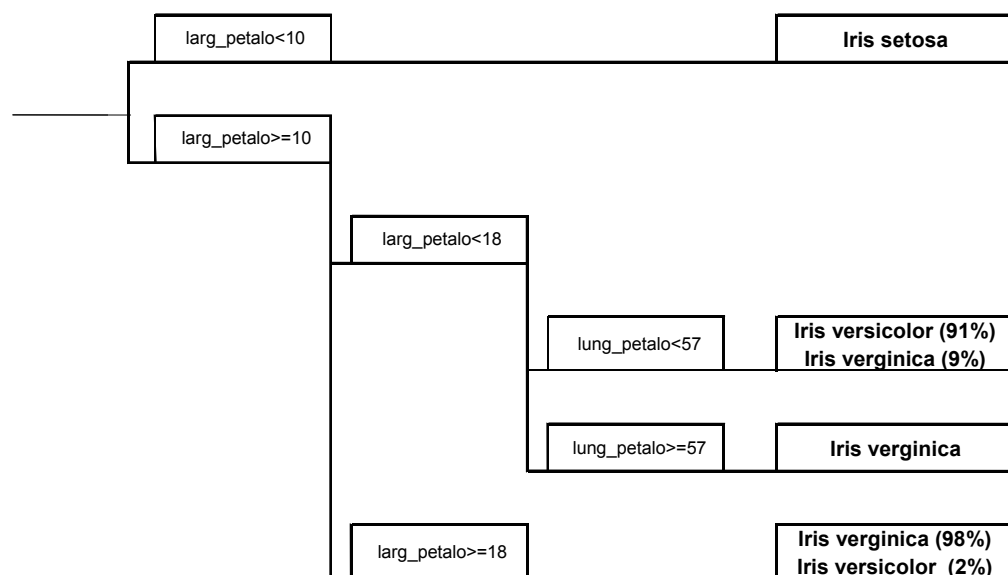 larg_petalo<10
Iris setosa
larg_petalo>=10
larg_petalo<18
lung_petalo<57
Iris versicolor (91%)
Iris verginica (9%)
lung_petalo>=57
Iris verginica
larg_petalo>=18
Iris verginica (98%)
Iris versicolor (2%)